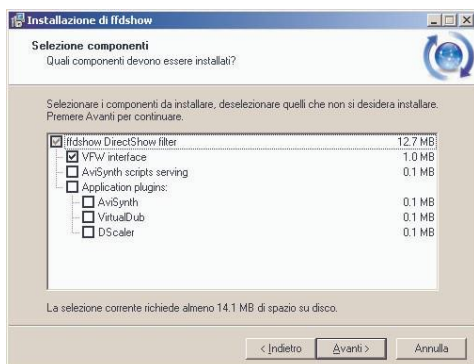 Installazione di ffdshow
Selezione componenti
Quali componenti devono essere installati?
Selezionare i componenti da installare, deselezionare quelli che non si desidera installare.
Premere Avanti per continuare.
ffdshow DirectShow filter 12.7 MB
VFW interface 1.0 MB
AviSynth scripts serving 0.1 MB
Application plugins:
AviSynth 0.1 MB
VirtualDub 0.1 MB
DScaler 0.1 MB
La selezione corrente richiede almeno 14.1 MB di spazio su disco.
< Indietro Avanti > Annulla